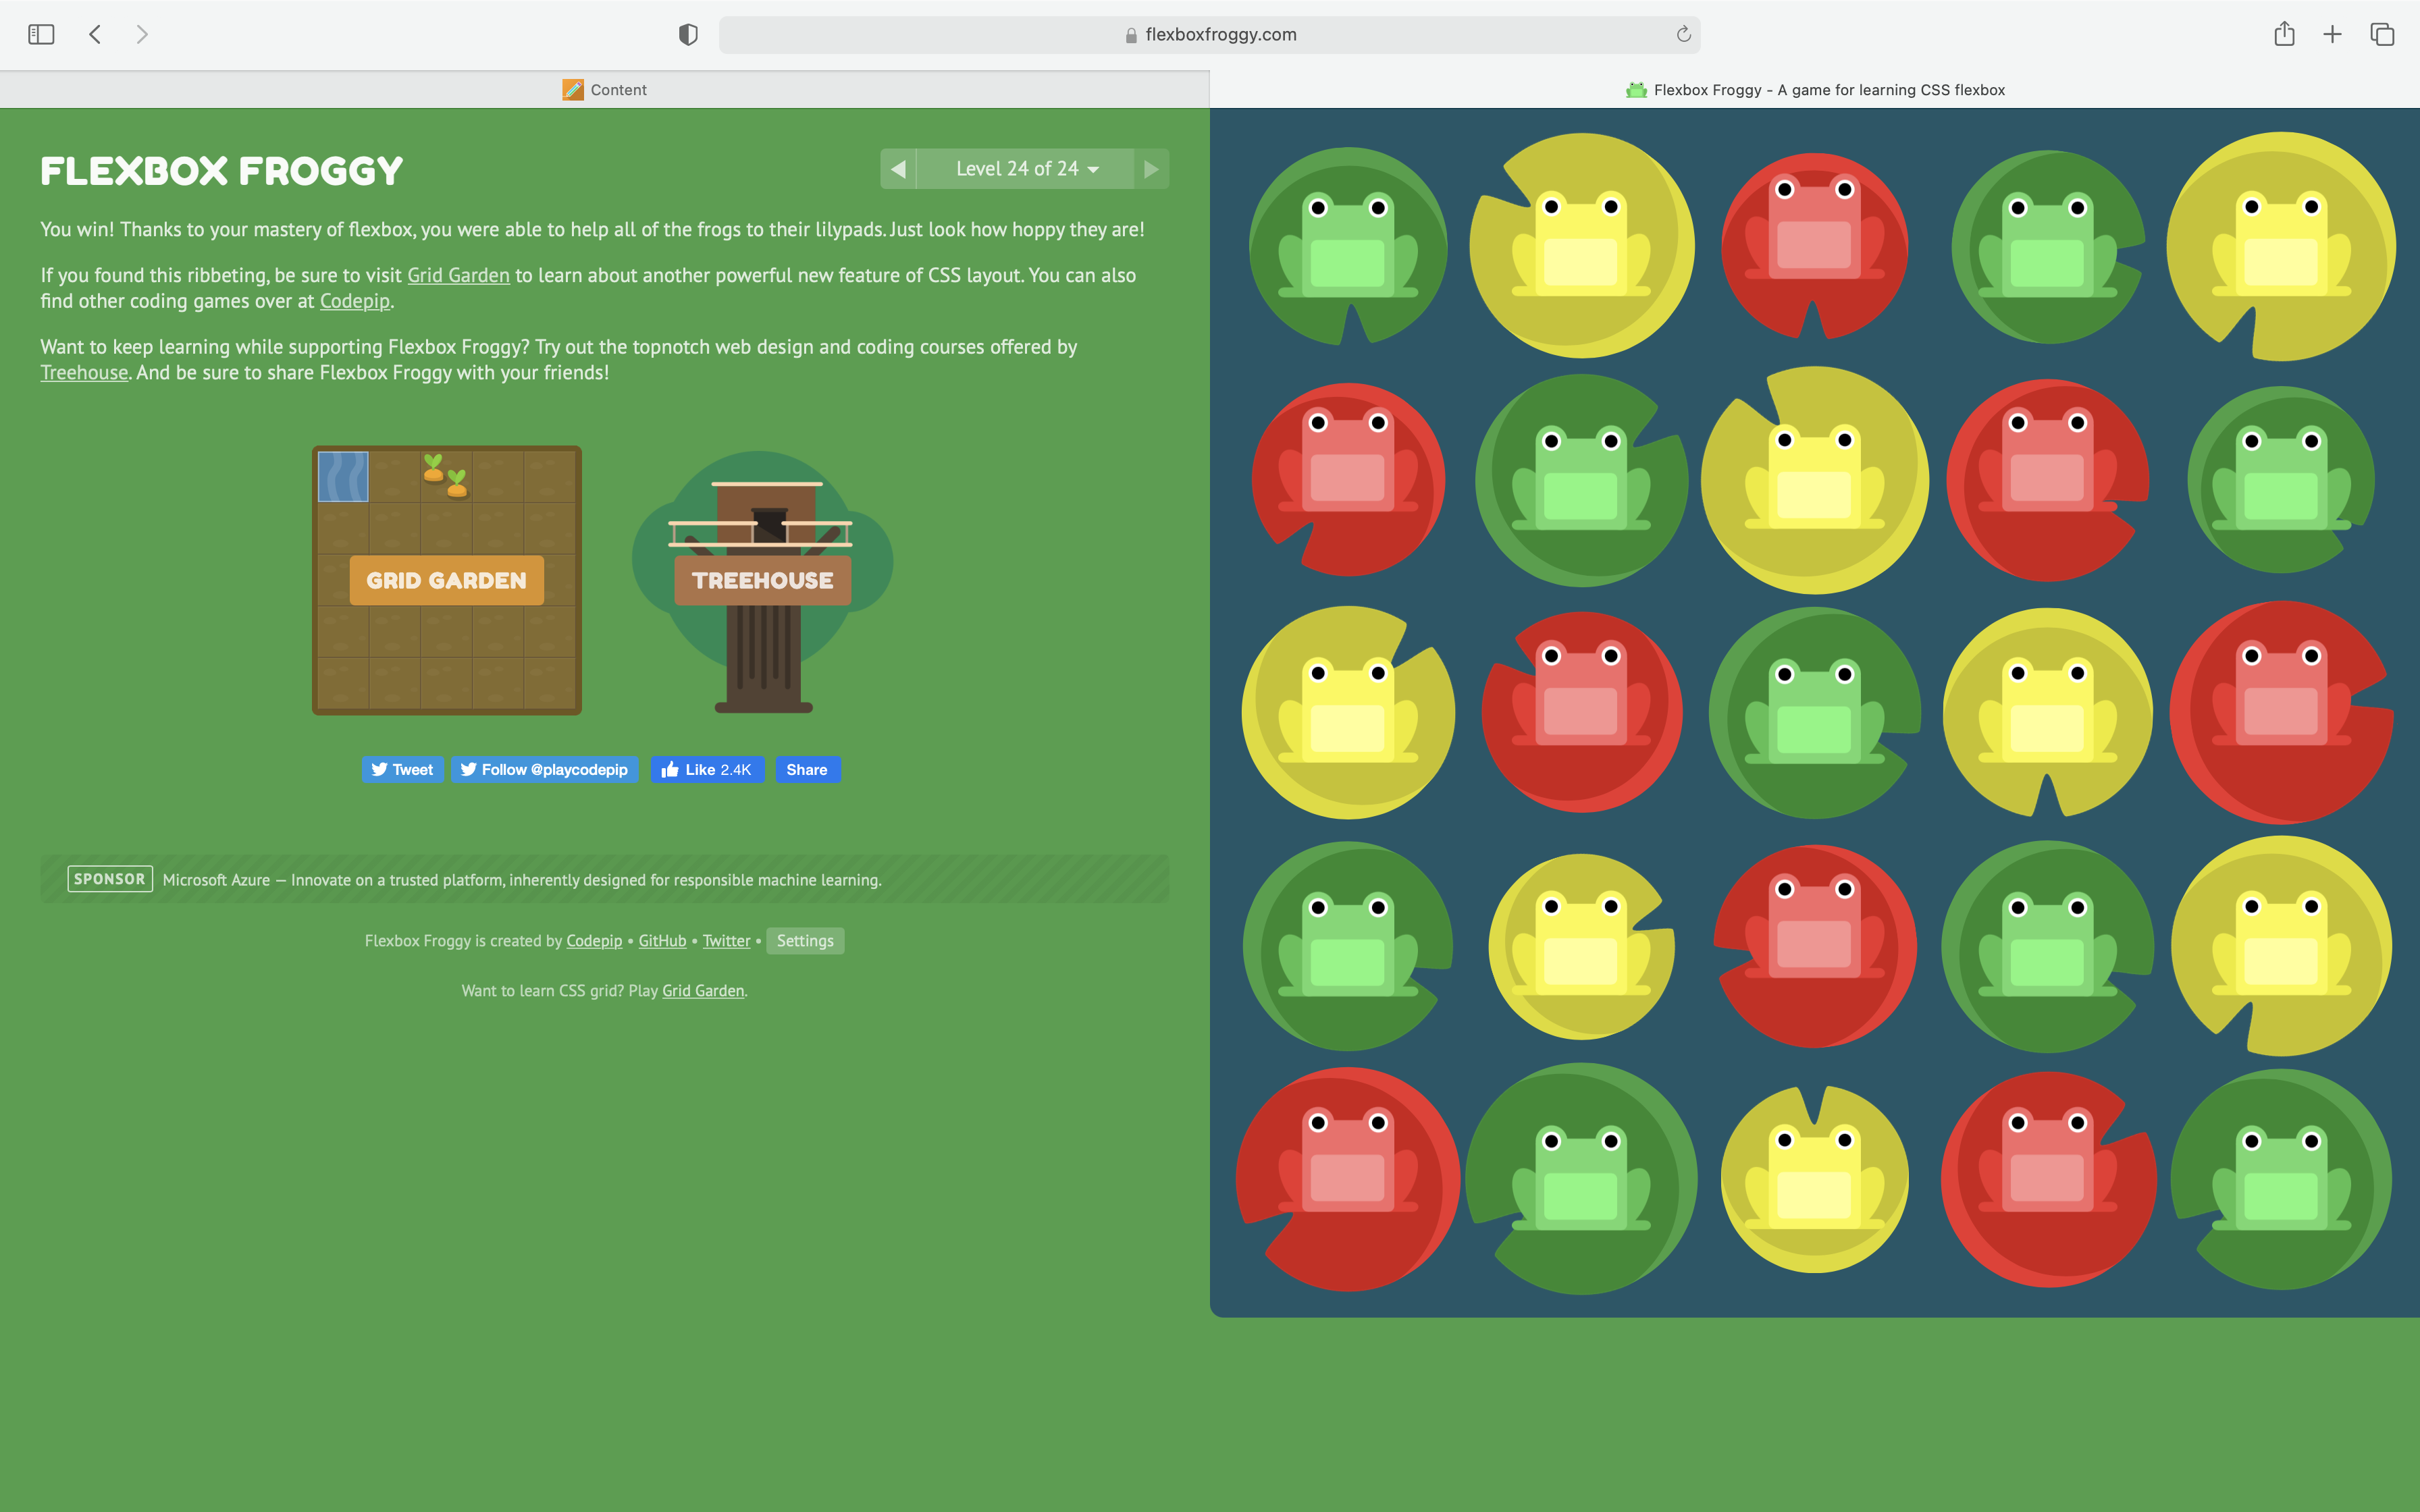 flexboxfroggy.com
Content
Flexbox Froggy - A game for learning CSS flexbox
FLEXBOX FROGGY
Level 24 of 24
You win! Thanks to your mastery of flexbox, you were able to help all of the frogs to their lilypads. Just look how hoppy they are!
If you found this ribbeting, be sure to visit Grid Garden to learn about another powerful new feature of CSS layout. You can also
find other coding games over at Codepip.
Want to keep learning while supporting Flexbox Froggy? Try out the topnotch web design and coding courses offered by
Treehouse. And be sure to share Flexbox Froggy with your friends!
GRID GARDEN
TREEHOUSE
Tweet
Follow @playcodepip
Like 2.4K
Share
SPONSOR Microsoft Azure — Innovate on a trusted platform, inherently designed for responsible machine learning.
Flexbox Froggy is created by Codepip • GitHub • Twitter • Settings
Want to learn CSS grid? Play Grid Garden.